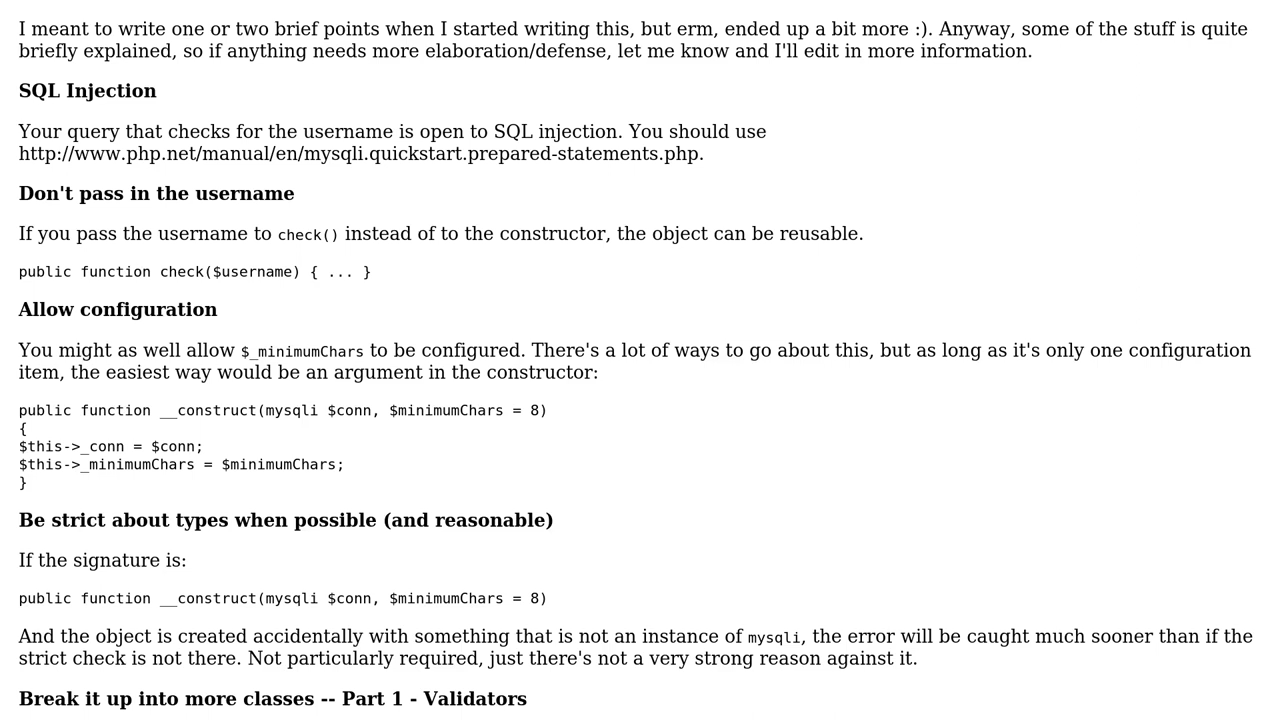 I meant to write one or two brief points when I started writing this, but erm, ended up a bit more :). Anyway, some of the stuff is quite
briefly explained, so if anything needs more elaboration/defense, let me know and I'll edit in more information.
SQL Injection
Your query that checks for the username is open to SQL injection. You should use
http://www.php.net/manual/en/mysqli.quickstart.prepared-statements.php.
Don't pass in the username
If you pass the username to check() instead of to the constructor, the object can be reusable.
public function check($username) { ... }
Allow configuration
You might as well allow $_minimumChars to be configured. There's a lot of ways to go about this, but as long as it's only one configuration
item, the easiest way would be an argument in the constructor:
public function __construct(mysqli $conn, $minimumChars = 8)
{
$this->_conn = $conn;
$this->_minimumChars = $minimumChars;
}
Be strict about types when possible (and reasonable)
If the signature is:
public function __construct(mysqli $conn, $minimumChars = 8)
And the object is created accidentally with something that is not an instance of mysqli, the error will be caught much sooner than if the
strict check is not there. Not particularly required, just there's not a very strong reason against it.
Break it up into more classes -- Part 1 - Validators